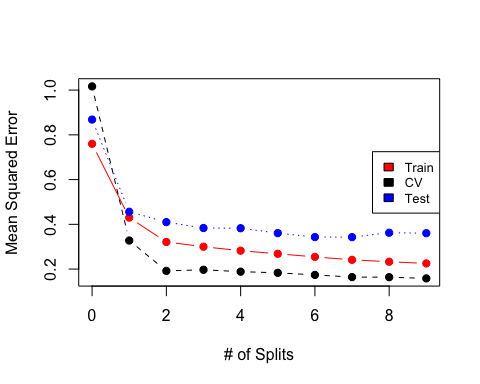 Mean Squared Error
1.0
0.8
0.6
0.4
0.2
Train
CV
Test
0 2 4 6 8
# of Splits